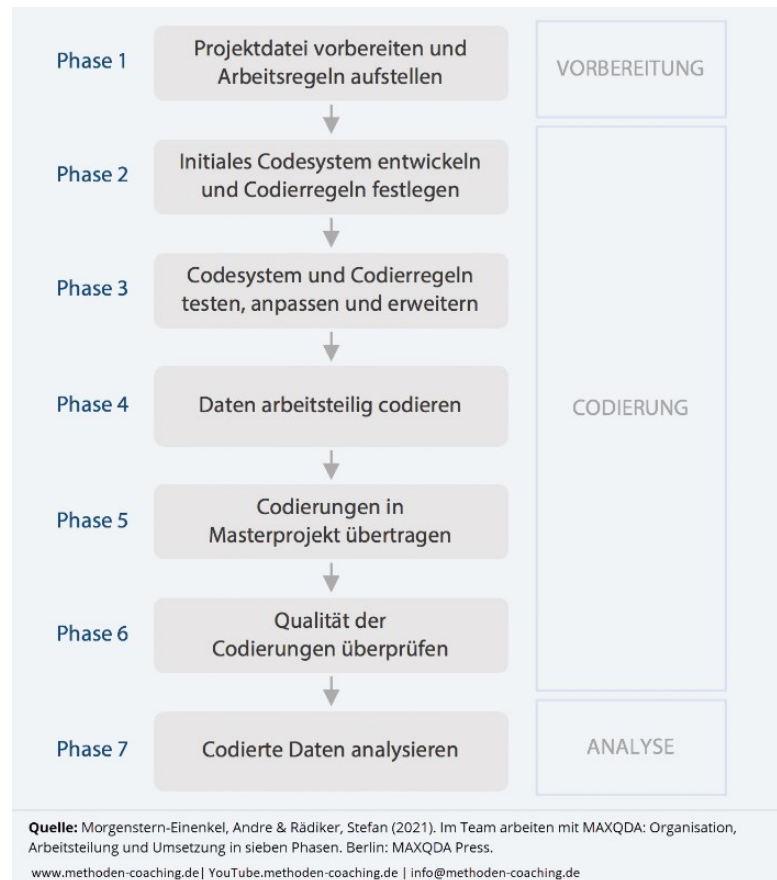 Phase 1
Projektdatei vorbereiten und
Arbeitsregeln aufstellen
VORBEREITUNG
Phase 2
Initiales Codesystem entwickeln
und Codierregeln festlegen
Phase 3
Codesystem und Codierregeln
testen, anpassen und erweitern
Phase 4
Daten arbeitsteilig codieren
CODIERUNG
Phase 5
Codierungen in
Masterprojekt übertragen
Phase 6
Qualität der
Codierungen überprüfen
Phase 7
Codierte Daten analysieren
ANALYSE
Quelle: Morgenstern-Einenkel, Andre & Rädiker, Stefan (2021). Im Team arbeiten mit MAXQDA: Organisation,
Arbeitsteilung und Umsetzung in sieben Phasen. Berlin: MAXQDA Press.
www.methoden-coaching.de| YouTube.methoden-coaching.de | info@methoden-coaching.de